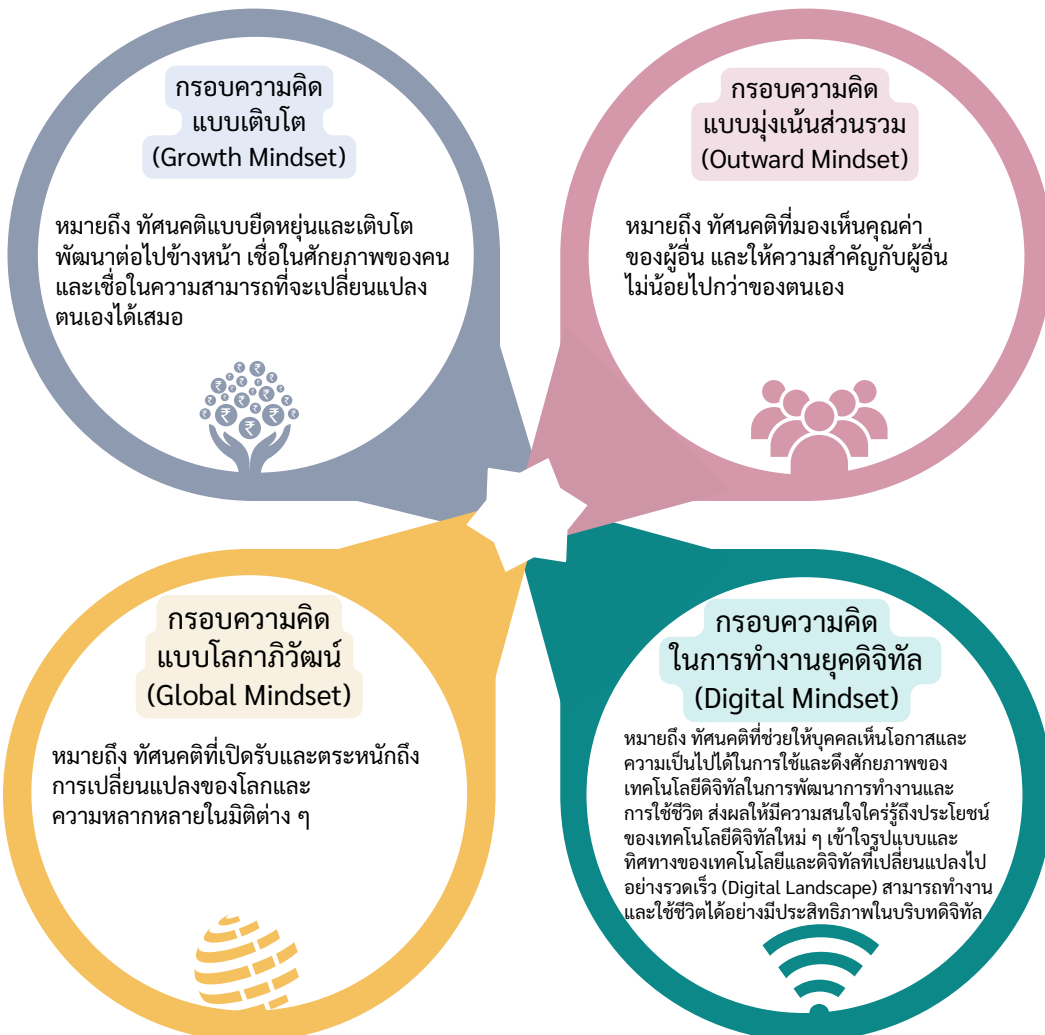 กรอบความคิด
แบบเติบโต
(Growth Mindset)
หมายถึง ทัศนคติแบบยืดหยุ่นและเติบโต
พัฒนาต่อไปข้างหน้า เชื่อในศักยภาพของคน
และเชื่อในความสามารถที่จะเปลี่ยนแปลง
ตนเองได้เสมอ
กรอบความคิด
แบบมุ่งเน้นส่วนรวม
(Outward Mindset)
หมายถึง ทัศนคติที่มองเห็นคุณค่า
ของผู้อื่น และให้ความสำคัญกับผู้อื่น
ไม่น้อยไปกว่าของตนเอง
กรอบความคิด
แบบโลกาภิวัฒน์
(Global Mindset)
หมายถึง ทัศนคติที่เปิดรับและตระหนักถึง
การเปลี่ยนแปลงของโลกและ
ความหลากหลายในมิติต่าง ๆ
กรอบความคิด
ในการทำงานยุคดิจิทัล
(Digital Mindset)
หมายถึง ทัศนคติที่ช่วยให้บุคคลเห็นโอกาสและ
ความเป็นไปได้ในการใช้และดึงศักยภาพของ
เทคโนโลยีดิจิทัลในการพัฒนาการทำงานและ
การใช้ชีวิต ส่งผลให้มีความสนใจใคร่รู้ถึงประโยชน์
ของเทคโนโลยีดิจิทัลใหม่ ๆ เข้าใจรูปแบบและ
ทิศทางของเทคโนโลยีและดิจิทัลที่เปลี่ยนแปลงไป
อย่างรวดเร็ว (Digital Landscape) สามารถทำงาน
และใช้ชีวิตได้อย่างมีประสิทธิภาพในบริบทดิจิทัล